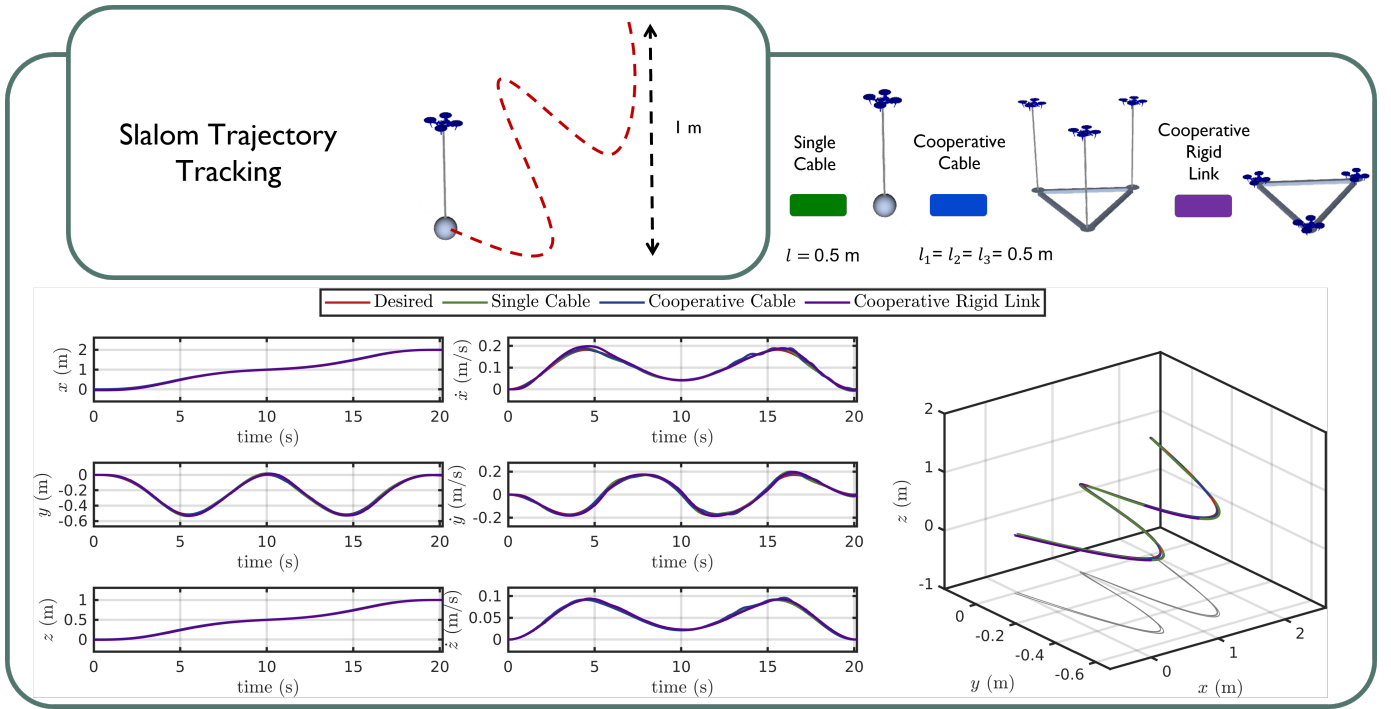 Slalom Trajectory
Tracking
1 m
Single
Cable
l = 0.5 m
Cooperative
Cable
l₁= l₂= l₃= 0.5 m
Cooperative
Rigid
Link
Desired Single Cable Cooperative Cable Cooperative Rigid Link
x (m)
2
1
0
0 5 10 15 20
time (s)
ẋ (m/s)
0.2
0.1
0
0 5 10 15 20
time (s)
y (m)
0
-0.2
-0.4
-0.6
0 5 10 15 20
time (s)
ẏ (m/s)
0.2
0
-0.2
0 5 10 15 20
time (s)
z (m)
1
0.5
0
0 5 10 15 20
time (s)
ż (m/s)
0.1
0.05
0
0 5 10 15 20
time (s)
z (m)
2
1
0
-1
0
-0.2
-0.4
-0.6
y (m)
0
1
2
x (m)